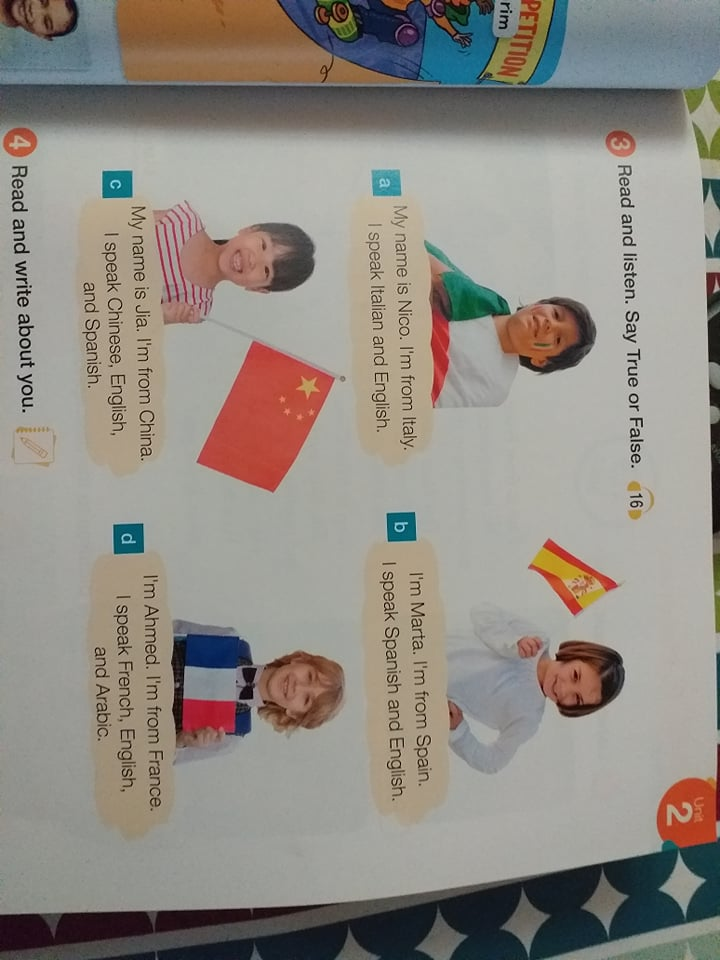 PETITION
rim
Unit
2
3 Read and listen. Say True or False. 16
a
My name is Nico. I'm from Italy.
I speak Italian and English.
b
I'm Marta. I'm from Spain.
I speak Spanish and English.
c
My name is Jia. I'm from China.
I speak Chinese, English,
and Spanish.
d
I'm Ahmed. I'm from France.
I speak French, English,
and Arabic.
4 Read and write about you.